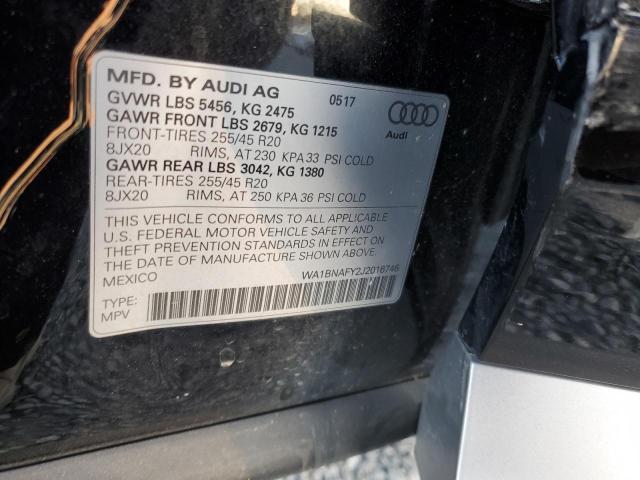 MFD. BY AUDI AG
GVWR LBS 5456, KG 2475 0517
GAWR FRONT LBS 2679, KG 1215
FRONT-TIRES 255/45 R20
8JX20 RIMS, AT 230 KPA 33 PSI COLD
GAWR REAR LBS 3042, KG 1380
REAR-TIRES 255/45 R20
8JX20 RIMS, AT 250 KPA 36 PSI COLD
Audi
THIS VEHICLE CONFORMS TO ALL APPLICABLE
U.S. FEDERAL MOTOR VEHICLE SAFETY AND
THEFT PREVENTION STANDARDS IN EFFECT ON
THE DATE OF MANUFACTURE SHOWN ABOVE.
MEXICO
WA1BNAFY2J2018746
TYPE:
MPV